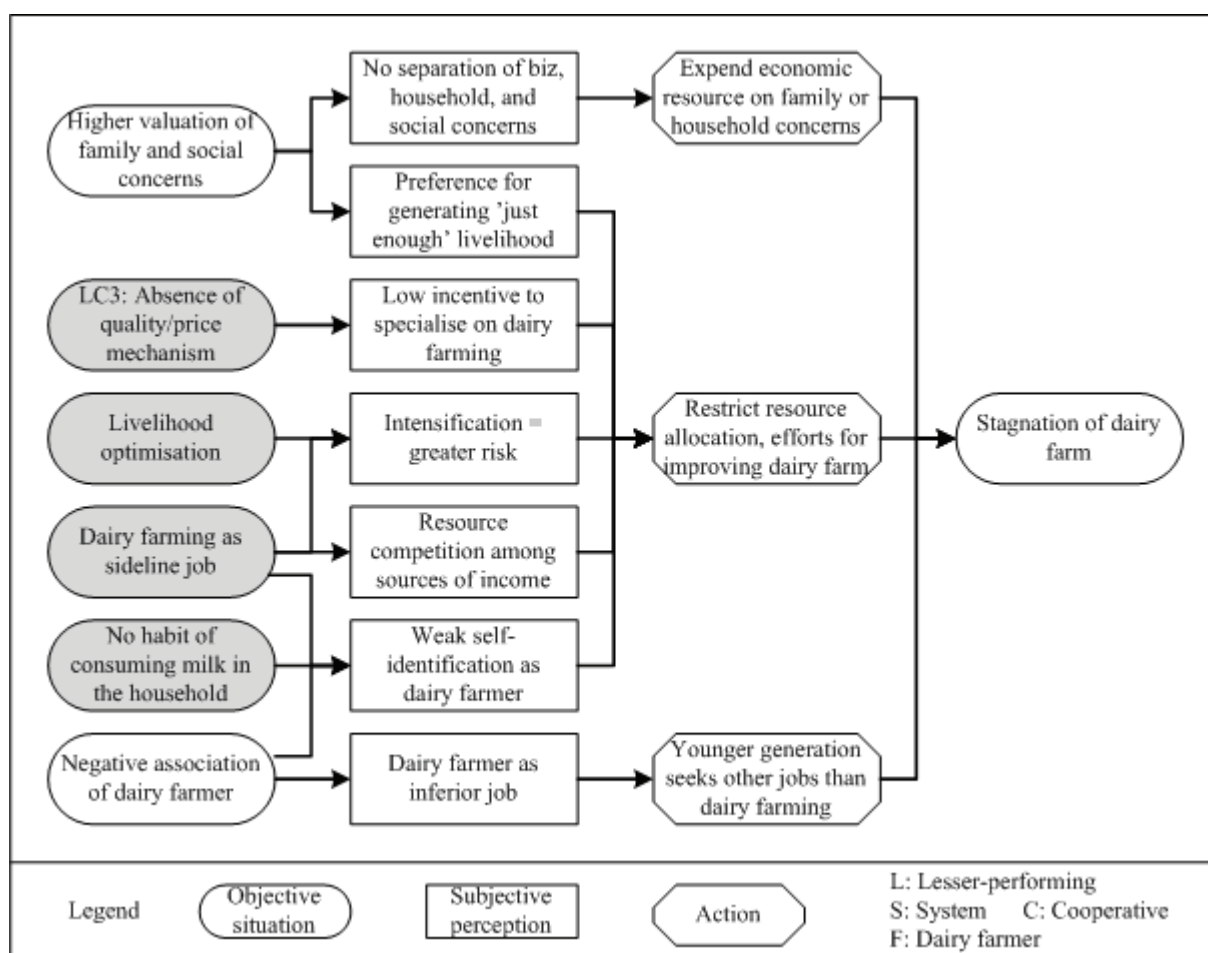 No separation of biz,
household, and
social concerns
Expend economic
resource on family or
household concerns
Higher valuation of
family and social
concerns
Preference for
generating ’just
enough’ livelihood
LC3: Absence of
quality/price
mechanism
Low incentive to
specialise on dairy
farming
Livelihood
optimisation
Intensification =
greater risk
Restrict resource
allocation, efforts for
improving dairy farm
Stagnation of dairy
farm
Dairy farming as
sideline job
Resource
competition among
sources of income
No habit of
consuming milk in
the household
Weak self-
identification as
dairy farmer
Negative association
of dairy farmer
Dairy farmer as
inferior job
Younger generation
seeks other jobs than
dairy farming
Legend
Objective
situation
Subjective
perception
Action
L: Lesser-performing
S: System C: Cooperative
F: Dairy farmer